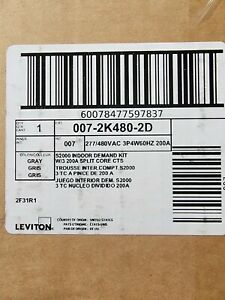 60078477597837
1
007-2K480-2D
007
277/480VAC 3P4W60HZ 200A
GRAY
GRIS
GRIS
S2000 INDOOR DEMAND KIT
W/3 200A SPLIT CORE CTS
TROUSSE INTER.COMPT.S2000
3 TC A PINCE DE 200 A
JUEGO INTERIOR DEM. S2000
3 TC NUCLEO DIVIDIDO 200 A
2F31R1
LEVITON